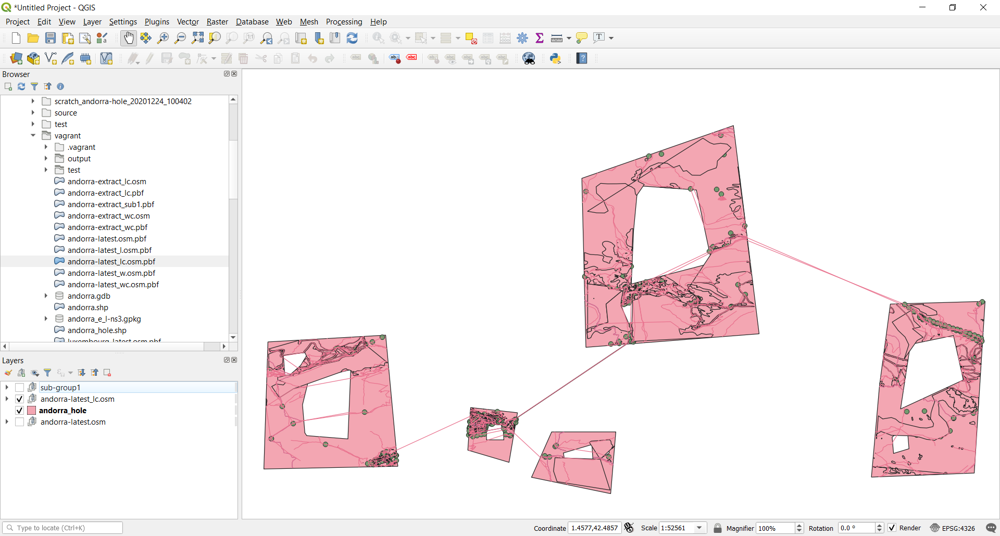 *Untitled Project - QGIS
Project Edit View Layer Settings Plugins Vector Raster Database Web Mesh Processing Help
Browser
scratch_andorra-hole_20201224_100402
source
test
vagrant
.vagrant
output
test
andorra-extract_lc.osm
andorra-extract_lc.pbf
andorra-extract_sub1.pbf
andorra-extract_wc.osm
andorra-extract_wc.pbf
andorra-latest.osm.pbf
andorra-latest_l.osm.pbf
andorra-latest_lc.osm.pbf
andorra-latest_w.osm.pbf
andorra-latest_wc.osm.pbf
andorra.gdb
andorra.shp
andorra_e_l-ns3.gpkg
andorra_hole.shp
luxembourg-latest.osm.pbf
Layers
sub-group1
andorra-latest_lc.osm
andorra_hole
andorra-latest.osm
Type to locate (Ctrl+K)
Coordinate 1.4577,42.4857 Scale 1:52561 Magnifier 100% Rotation 0.0 ° Render EPSG:4326